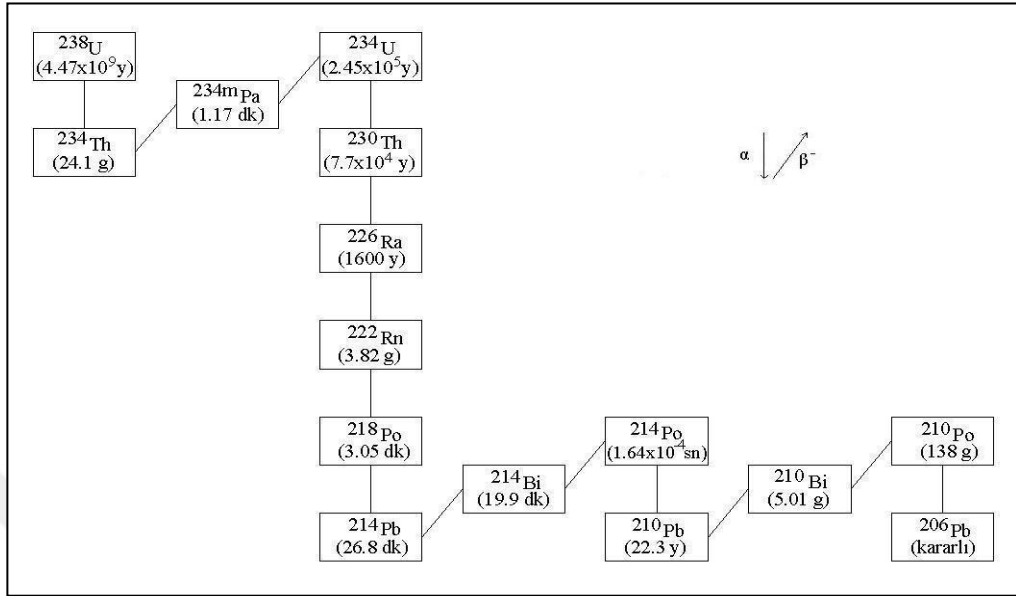 ²³⁸U
(4.47x10⁹y)
²³⁴Th
(24.1 g)
²³⁴ᵐPa
(1.17 dk)
²³⁴U
(2.45x10⁵y)
²³⁰Th
(7.7x10⁴ y)
²²⁶Ra
(1600 y)
²²²Rn
(3.82 g)
²¹⁸Po
(3.05 dk)
²¹⁴Pb
(26.8 dk)
²¹⁴Bi
(19.9 dk)
²¹⁴Po
(1.64x10⁻⁴sn)
²¹⁰Pb
(22.3 y)
²¹⁰Bi
(5.01 g)
²¹⁰Po
(138 g)
²⁰⁶Pb
(kararlı)
α
β⁻